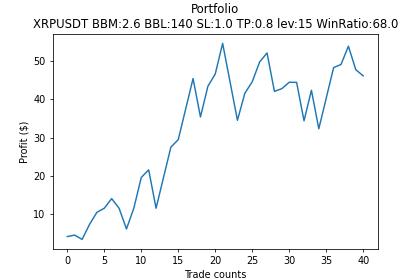 Portfolio
XRPUSDT BBM:2.6 BBL:140 SL:1.0 TP:0.8 lev:15 WinRatio:68.0
50
40
30
20
10
Profit ($)
0 5 10 15 20 25 30 35 40
Trade counts